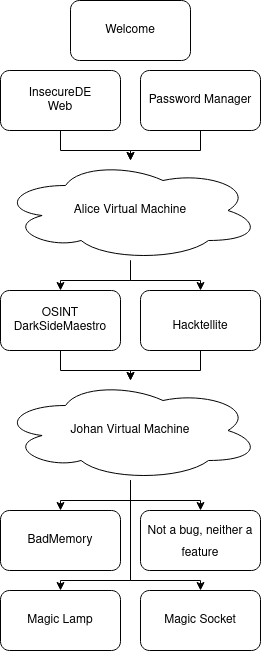 Welcome
InsecureDE
Web
Password Manager
Alice Virtual Machine
OSINT
DarkSideMaestro
Hacktellite
Johan Virtual Machine
BadMemory
Not a bug, neither a
feature
Magic Lamp
Magic Socket